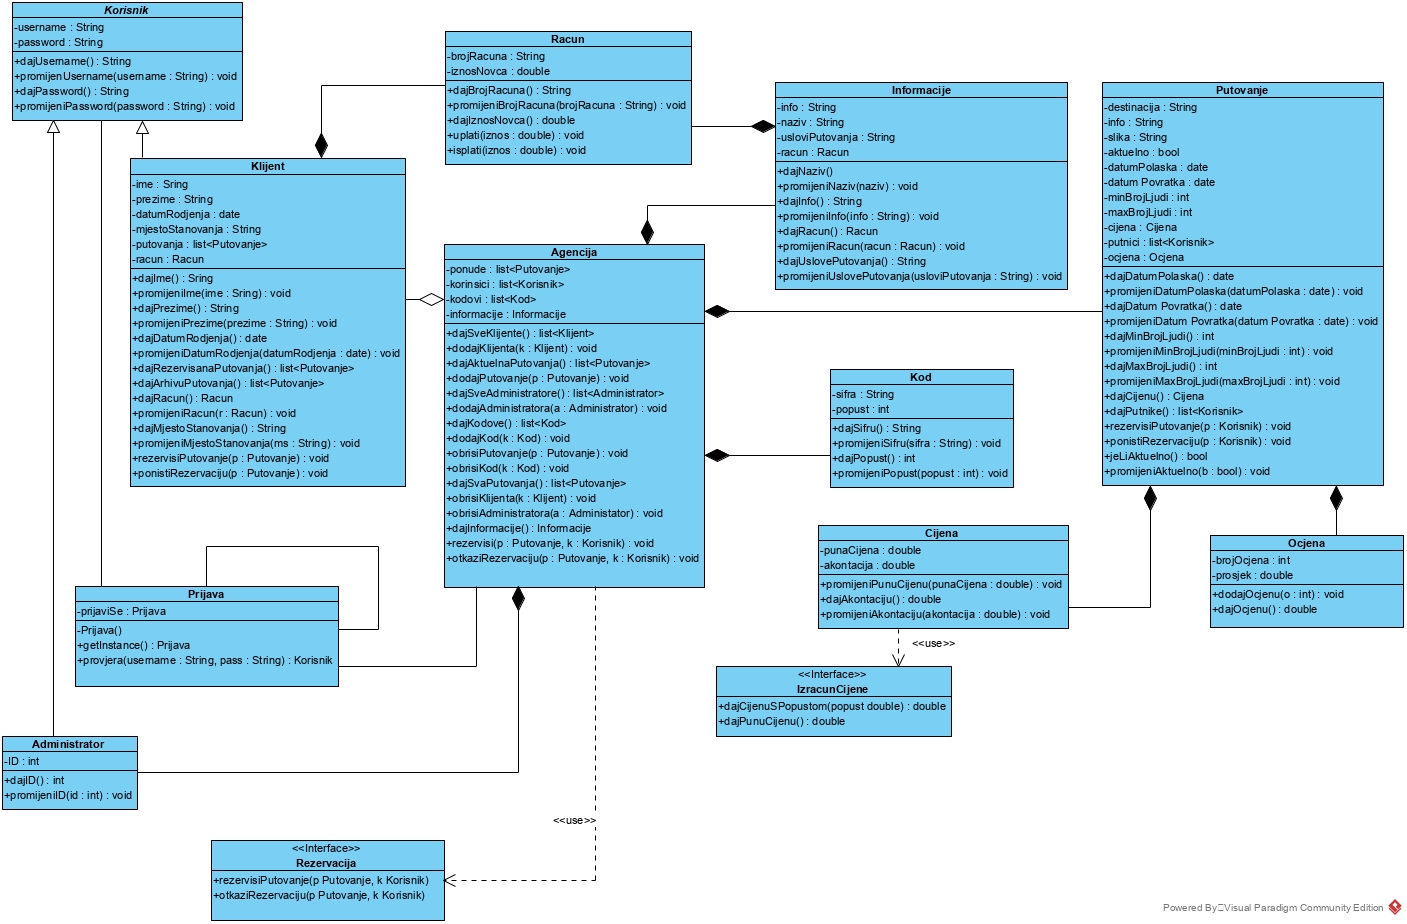 Korisnik
-username : String
-password : String
+dajUsername() : String
+promijenUsername(username : String) : void
+dajPassword() : String
+promijeniPassword(password : String) : void
Racun
-brojRacuna : String
-iznosNovca : double
+dajBrojRacuna() : String
+promijeniBrojRacuna(brojRacuna : String) : void
+dajIznosNovca() : double
+uplati(iznos : double) : void
+isplati(iznos : double) : void
Informacije
-info : String
-naziv : String
-usloviPutovanja : String
-racun : Racun
+dajNaziv()
+promijeniNaziv(naziv) : void
+dajInfo() : String
+promijeniInfo(info : String) : void
+dajRacun() : Racun
+promijeniRacun(racun : Racun) : void
+dajUslovePutovanja() : String
+promijeniUslovePutovanja(usloviPutovanja : String) : void
Putovanje
-destinacija : String
-info : String
-slika : String
-aktuelno : bool
-datumPolaska : date
-datum Povratka : date
-minBrojLjudi : int
-maxBrojLjudi : int
-cijena : Cijena
-putnici : list<Korisnik>
-ocjena : Ocjena
+dajDatumPolaska() : date
+promijeniDatumPolaska(datumPolaska : date) : void
+dajDatum Povratka() : date
+promijeniDatum Povratka(datum Povratka : date) : void
+dajMinBrojLjudi() : int
+promijeniMinBrojLjudi(minBrojLjudi : int) : void
+dajMaxBrojLjudi() : int
+promijeniMaxBrojLjudi(maxBrojLjudi : int) : void
+dajCijenu() : Cijena
+dajPutnike() : list<Korisnik>
+rezervisiPutovanje(p : Korisnik) : void
+ponistiRezervaciju(p : Korisnik) : void
+jeLiAktuelno() : bool
+promijeniAktuelno(b : bool) : void
Klijent
-ime : Sring
-prezime : String
-datumRodjenja : date
-mjestoStanovanja : String
-putovanja : list<Putovanje>
-racun : Racun
+dajIme() : Sring
+promijeniIme(ime : Sring) : void
+dajPrezime() : String
+promijeniPrezime(prezime : String) : void
+dajDatumRodjenja() : date
+promijeniDatumRodjenja(datumRodjenja : date) : void
+dajRezervisanaPutovanja() : list<Putovanje>
+dajArhivuPutovanja() : list<Putovanje>
+dajRacun() : Racun
+promijeniRacun(r : Racun) : void
+dajMjestoStanovanja() : String
+promijeniMjestoStanovanja(ms : String) : void
+rezervisiPutovanje(p : Putovanje) : void
+ponistiRezervaciju(p : Putovanje) : void
Agencija
-ponude : list<Putovanje>
-korinsici : list<Korisnik>
-kodovi : list<Kod>
-informacije : Informacije
+dajSveKlijente() : list<Klijent>
+dodajKlijenta(k : Klijent) : void
+dajAktuelnaPutovanja() : list<Putovanje>
+dodajPutovanje(p : Putovanje) : void
+dajSveAdministratore() : list<Administrator>
+dodajAdministratora(a : Administrator) : void
+dajKodove() : list<Kod>
+dodajKod(k : Kod) : void
+obrisiPutovanje(p : Putovanje) : void
+obrisiKod(k : Kod) : void
+dajSvaPutovanja() : list<Putovanje>
+obrisiKlijenta(k : Klijent) : void
+obrisiAdministratora(a : Administator) : void
+dajInformacije() : Informacije
+rezervisi(p : Putovanje, k : Korisnik) : void
+otkaziRezervaciju(p : Putovanje, k : Korisnik) : void
Kod
-sifra : String
-popust : int
+dajSifru() : String
+promijeniSifru(sifra : String) : void
+dajPopust() : int
+promijeniPopust(popust : int) : void
Cijena
-punaCijena : double
-akontacija : double
+promijeniPunuCijenu(punaCijena : double) : void
+dajAkontaciju() : double
+promijeniAkontaciju(akontacija : double) : void
Ocjena
-brojOcjena : int
-prosjek : double
+dodajOcjenu(o : int) : void
+dajOcjenu() : double
<<use>>
<<Interface>>
IzracunCijene
+dajCijenuSPopustom(popust double) : double
+dajPunuCijenu() : double
Prijava
-prijaviSe : Prijava
-Prijava()
+getInstance() : Prijava
+provjera(username : String, pass : String) : Korisnik
Administrator
-ID : int
+dajID() : int
+promijeniID(id : int) : void
<<use>>
<<Interface>>
Rezervacija
+rezervisiPutovanje(p Putovanje, k Korisnik)
+otkaziRezervaciju(p Putovanje, k Korisnik)
Powered By Visual Paradigm Community Edition